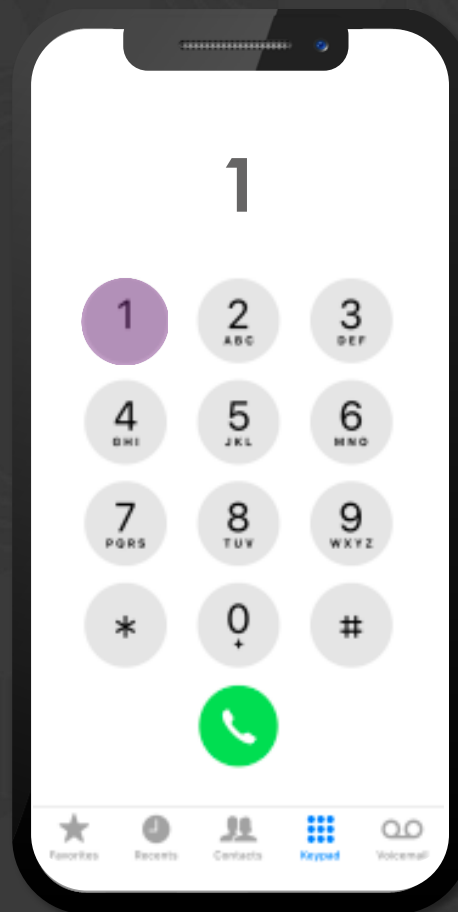 1
1 2 3
ABC DEF
4 5 6
GHI JKL MNO
7 8 9
PQRS TUV WXYZ
* 0 #
+
Favorites Recents Contacts Keypad Voicemail